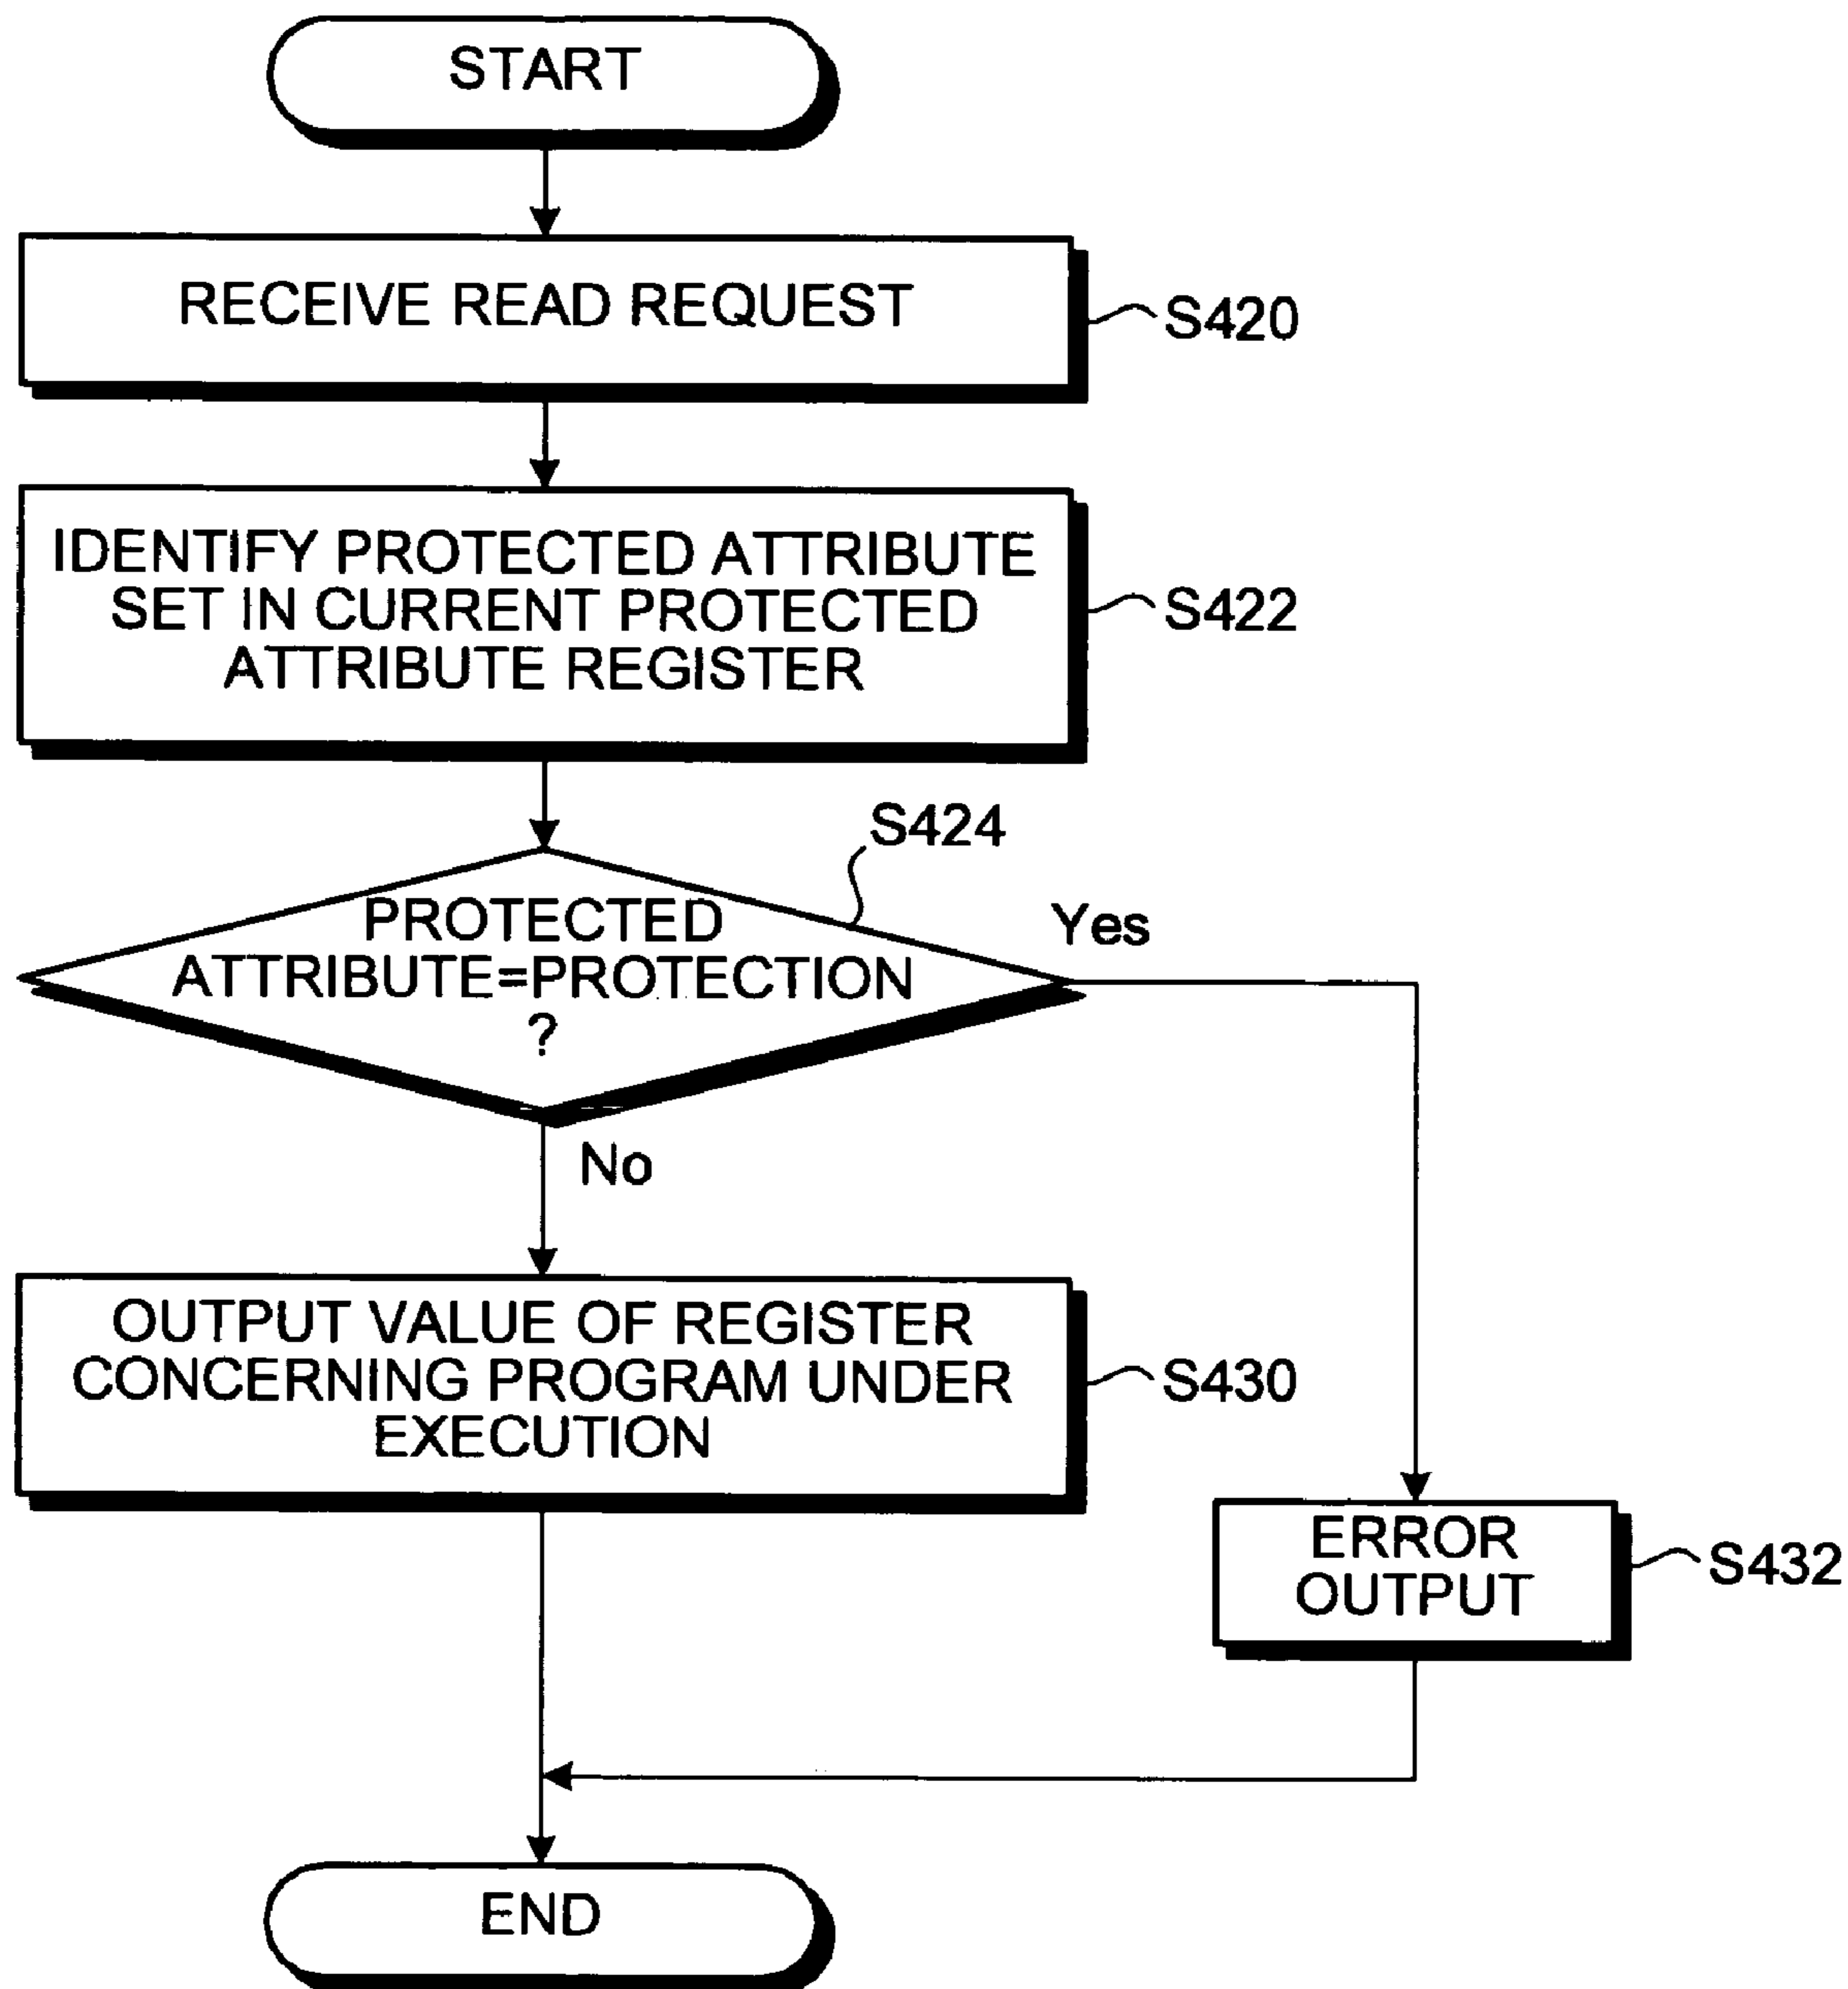 START
RECEIVE READ REQUEST
S420
IDENTIFY PROTECTED ATTRIBUTE
SET IN CURRENT PROTECTED
ATTRIBUTE REGISTER
S422
S424
PROTECTED
ATTRIBUTE=PROTECTION
?
Yes
No
OUTPUT VALUE OF REGISTER
CONCERNING PROGRAM UNDER
EXECUTION
S430
ERROR
OUTPUT
S432
END